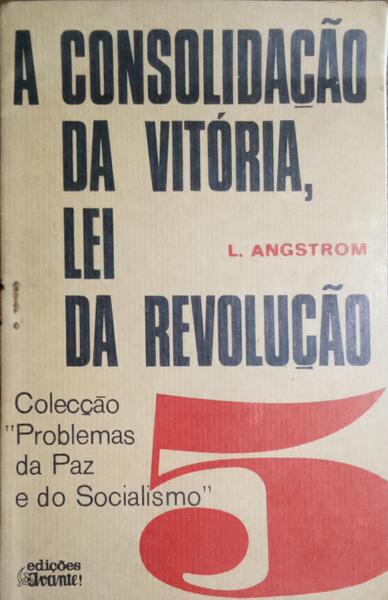 A CONSOLIDAÇÃO
DA VITÓRIA,
LEI
L. ANGSTROM
DA REVOLUÇÃO
Colecção
"Problemas
da Paz
e do Socialismo"
5
edições
Avante!